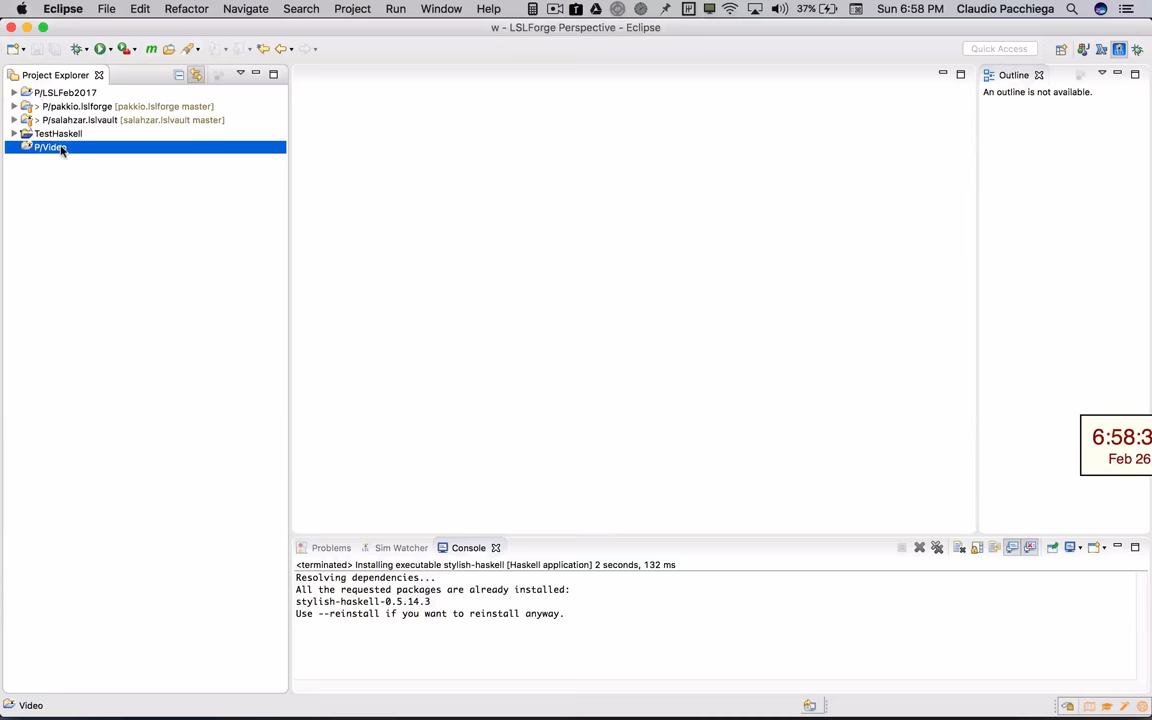 Eclipse File Edit Refactor Navigate Search Project Run Window Help 37% Sun 6:58 PM Claudio Pacchiega
w - LSLForge Perspective - Eclipse
Quick Access
Project Explorer
Outline
P/LSLFeb2017
An outline is not available.
> P/pakkio.lslforge [pakkio.lslforge master]
> P/salahzar.lslvault [salahzar.lslvault master]
TestHaskell
P/Video
6:58:3
Feb 26
Problems Sim Watcher Console
<terminated> Installing executable stylish-haskell [Haskell application] 2 seconds, 132 ms
Resolving dependencies...
All the requested packages are already installed:
stylish-haskell-0.5.14.3
Use --reinstall if you want to reinstall anyway.
Video